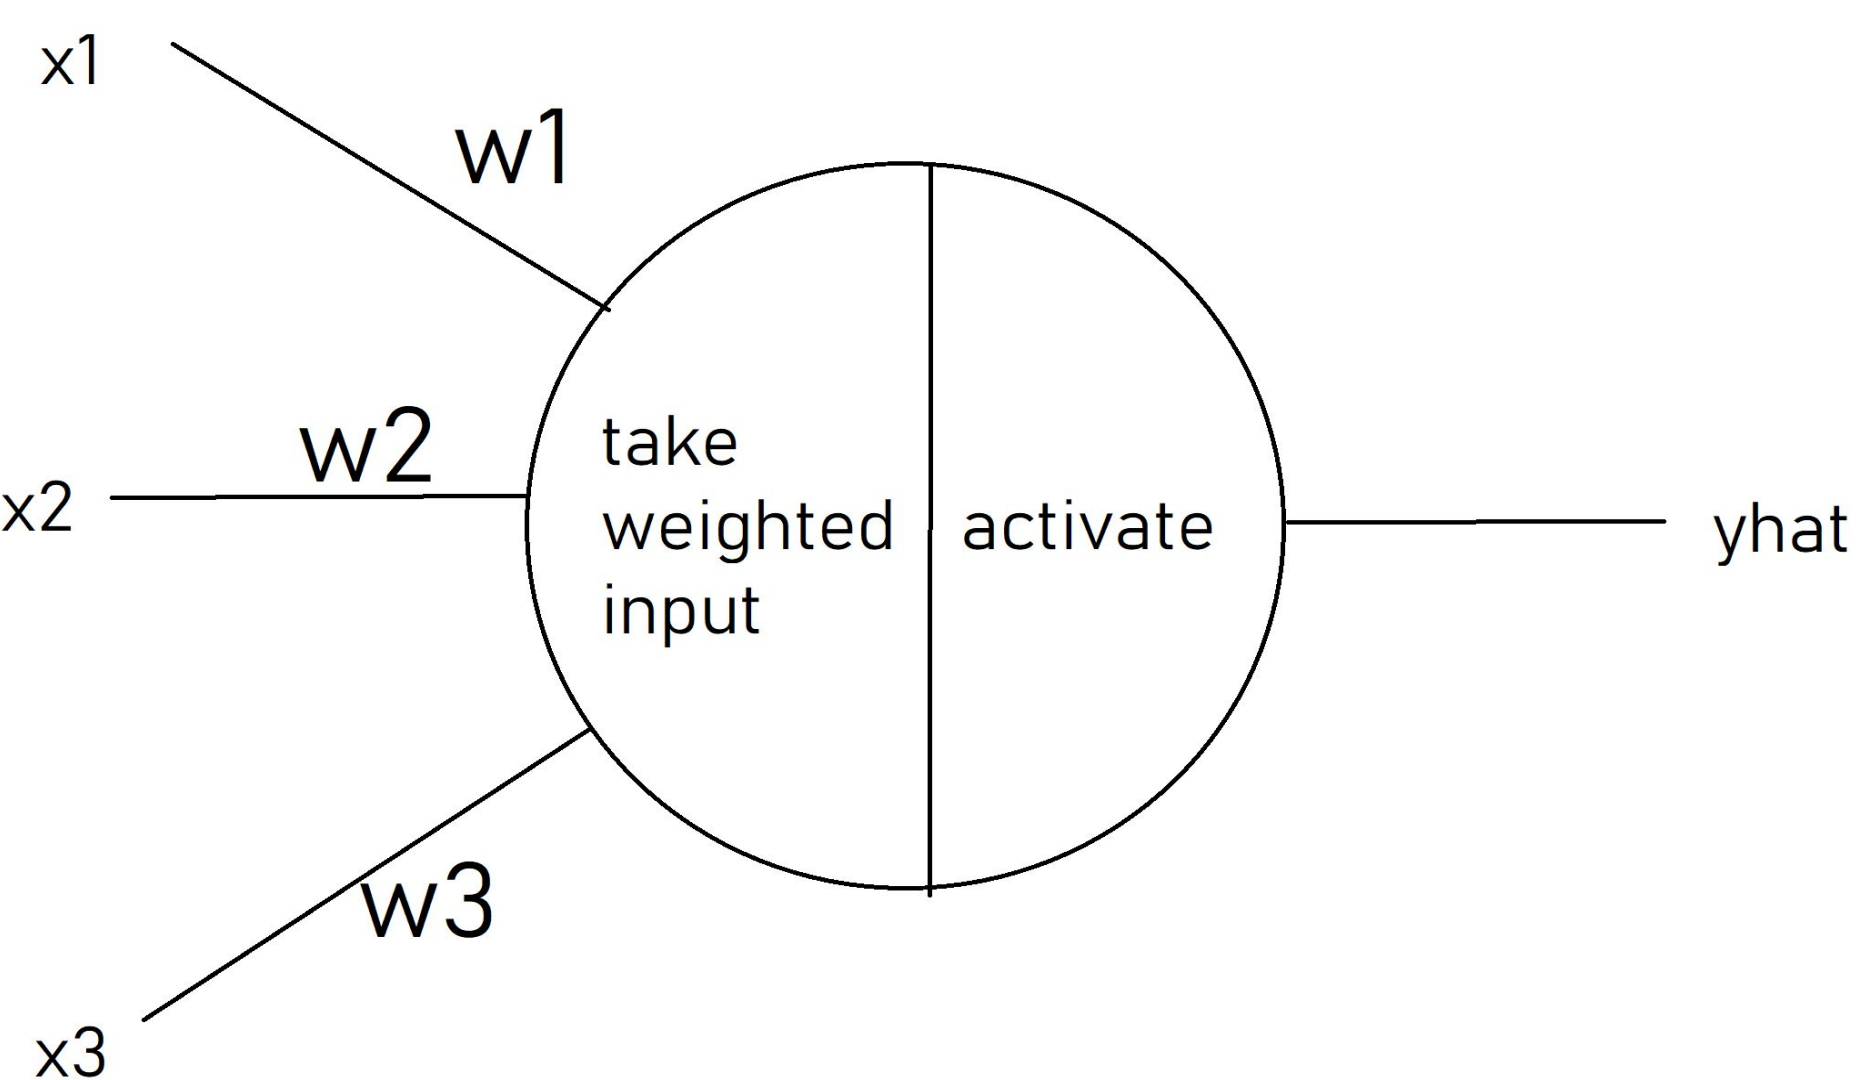 x1
w1
w2
x2
take
weighted
input
activate
yhat
w3
x3